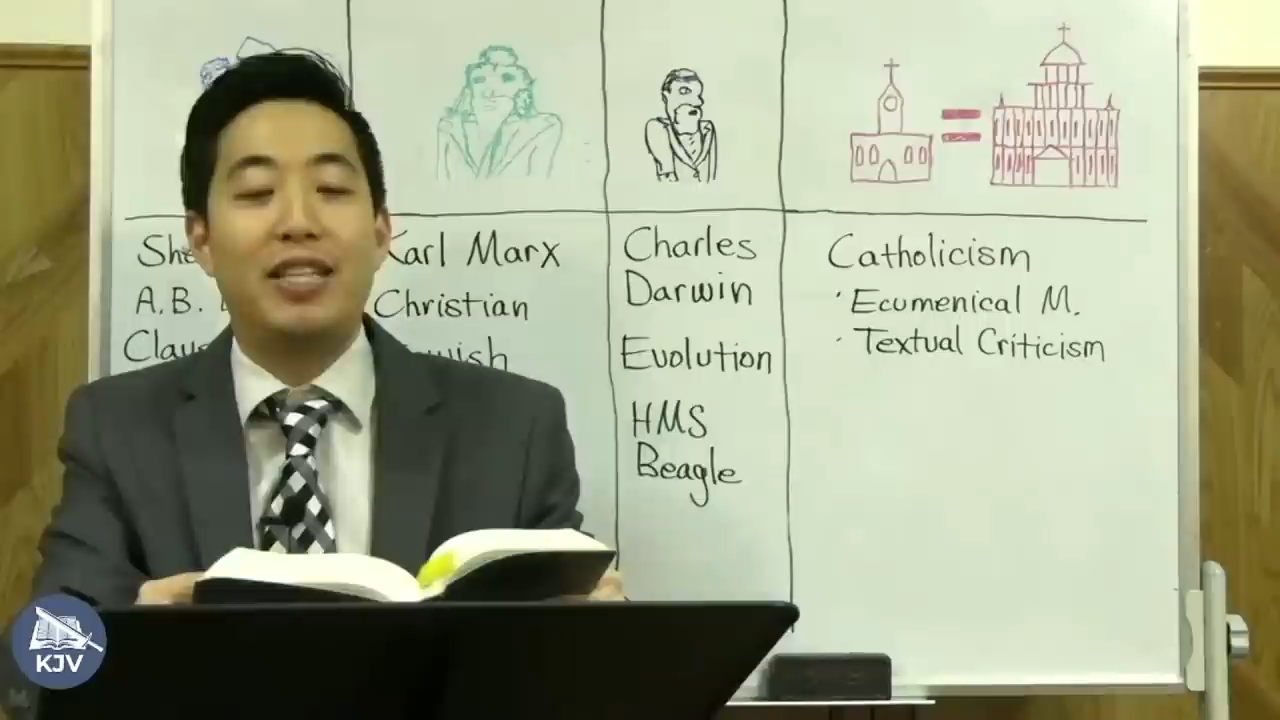 A.B.
Karl Marx
Christian
Charles
Darwin
Evolution
HMS
Beagle
Catholicism
· Ecumenical M.
· Textual Criticism
KJV